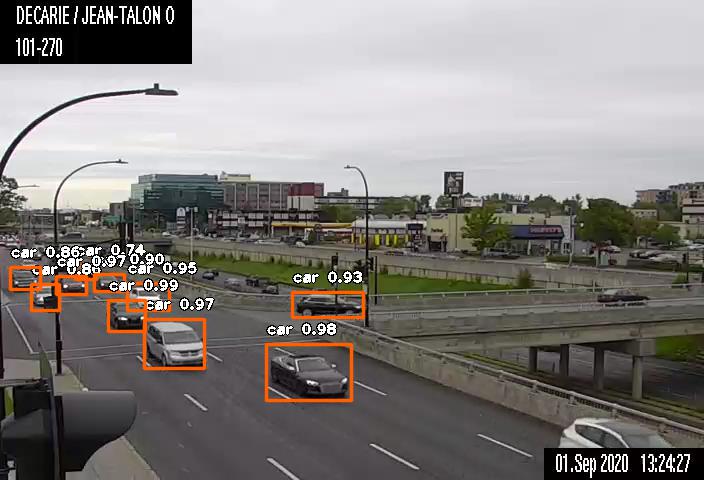 DECARIE / JEAN-TALON O
101-270
car 0.86
car 0.74
car 0.97
0.90
car 0.95
car 0.99
car 0.97
car 0.93
car 0.98
01.Sep 2020 13:24:27